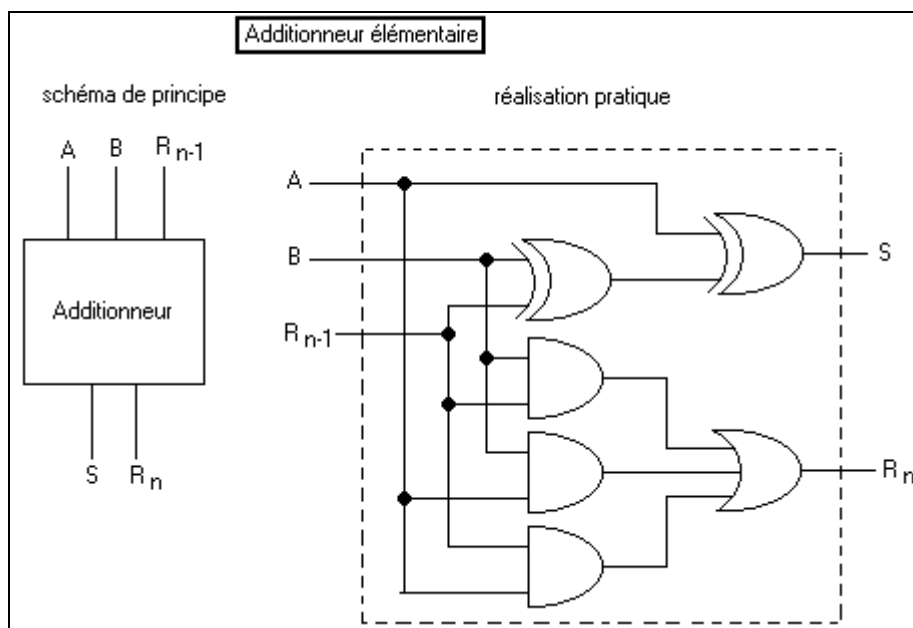 Additionneur élémentaire
schéma de principe
réalisation pratique
A B R n-1
Additionneur
S R n
A
B
R n-1
S
R n